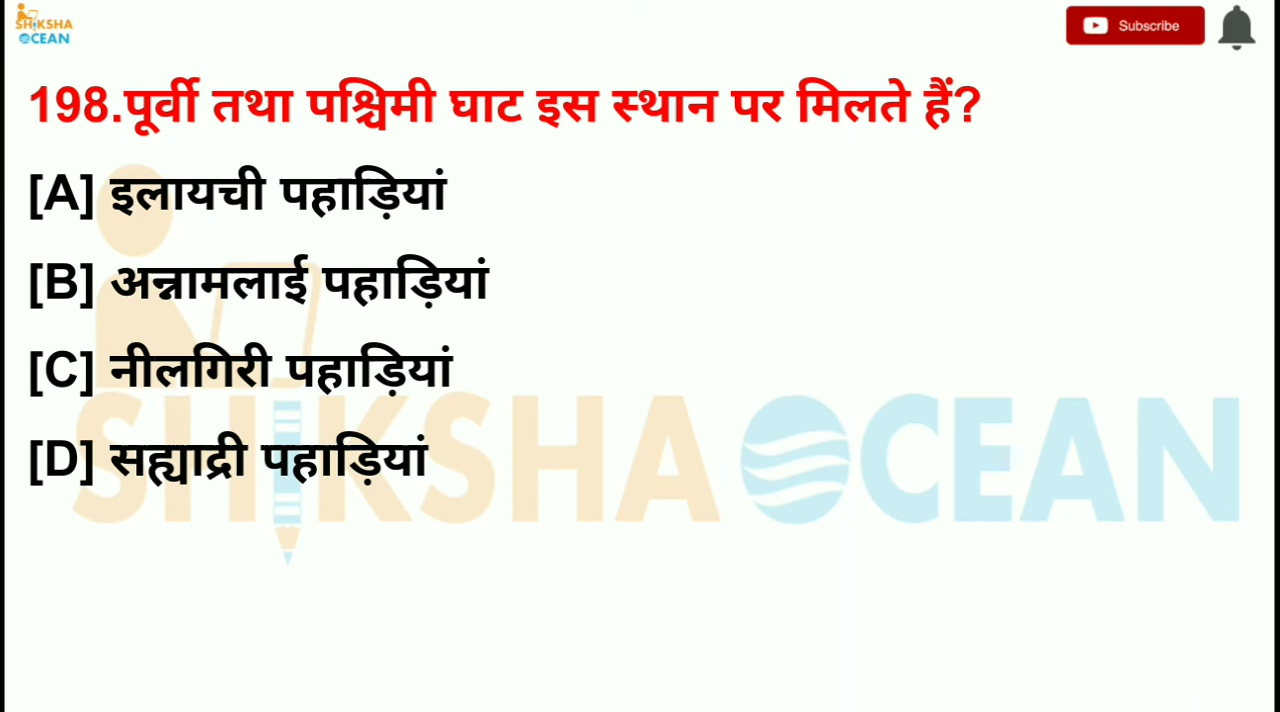 SHIKSHA
OCEAN
Subscribe
198.पूर्वी तथा पश्चिमी घाट इस स्थान पर मिलते हैं?
[A] इलायची पहाड़ियां
[B] अन्नामलाई पहाड़ियां
[C] नीलगिरी पहाड़ियां
[D] सह्याद्री पहाड़ियां
SHIKSHA OCEAN